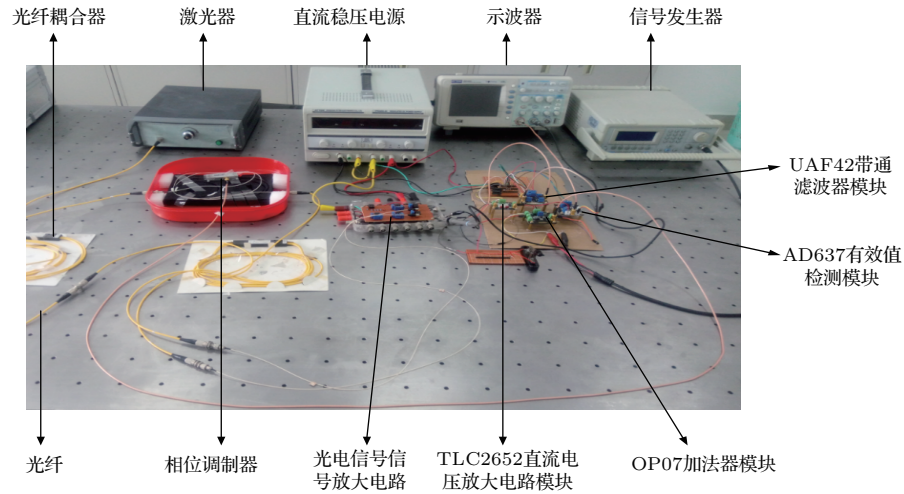 光纤耦合器
激光器
直流稳压电源
示波器
信号发生器
UAF42带通
滤波器模块
AD637有效值
检测模块
光纤
相位调制器
光电信号信
号放大电路
TLC2652直流电
压放大电路模块
OP07加法器模块